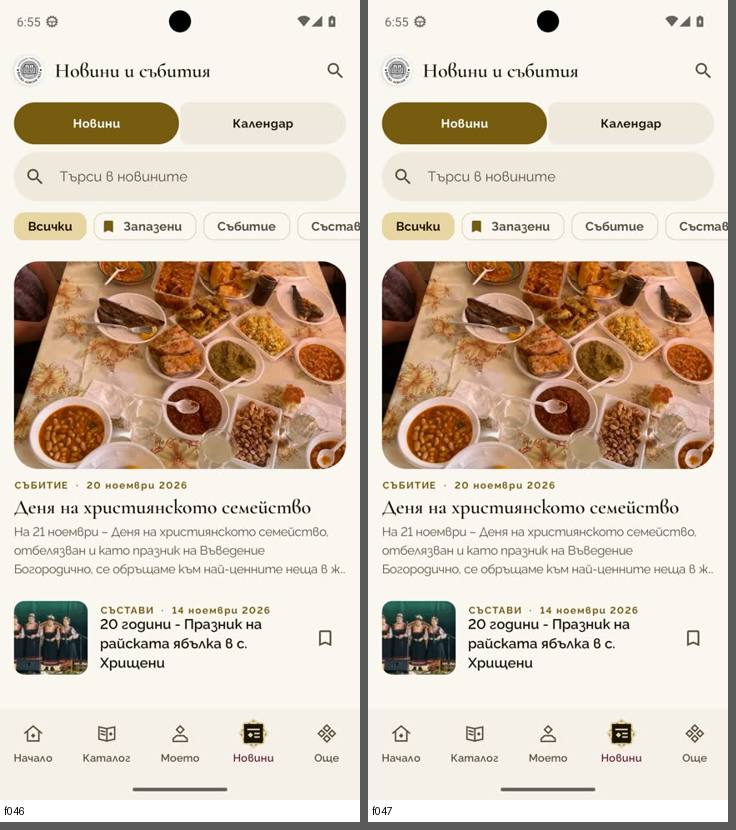 6:55
Новини и събития
Новини
Календар
Търси в новините
Всички
Запазени
Събитие
Състав
СЪБИТИЕ · 20 ноември 2026
Деня на християнското семейство
На 21 ноември – Деня на християнското семейство,
отбелязван и като празник на Въведение
Богородично, се обръщаме към най-ценните неща в ж…
СЪСТАВИ · 14 ноември 2026
20 години - Празник на
райската ябълка в с.
Хрищени
Начало
Каталог
Моето
Новини
Още
f046
6:55
Новини и събития
Новини
Календар
Търси в новините
Всички
Запазени
Събитие
Състав
СЪБИТИЕ · 20 ноември 2026
Деня на християнското семейство
На 21 ноември – Деня на християнското семейство,
отбелязван и като празник на Въведение
Богородично, се обръщаме към най-ценните неща в ж…
СЪСТАВИ · 14 ноември 2026
20 години - Празник на
райската ябълка в с.
Хрищени
Начало
Каталог
Моето
Новини
Още
f047